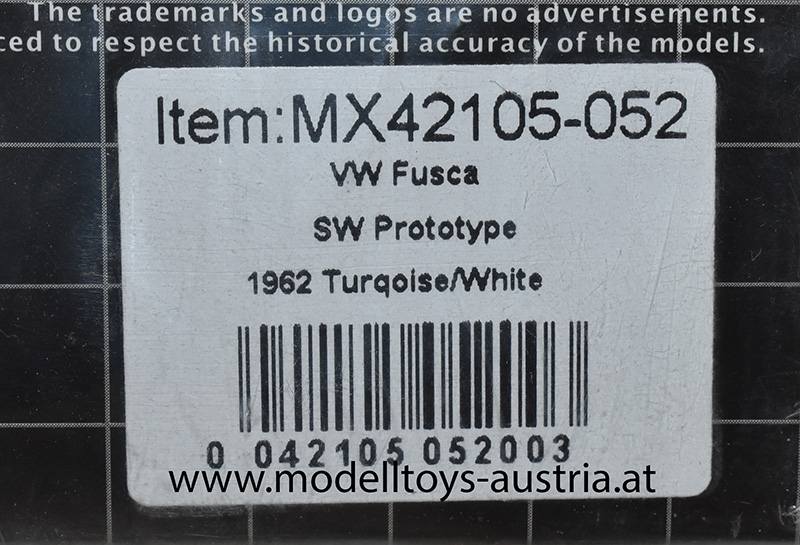 The trademarks and logos are no advertisements.
ced to respect the historical accuracy of the models.
Item:MX42105-052
VW Fusca
SW Prototype
1962 Turqoise/White
0 042105 052003
www.modelltoys-austria.at